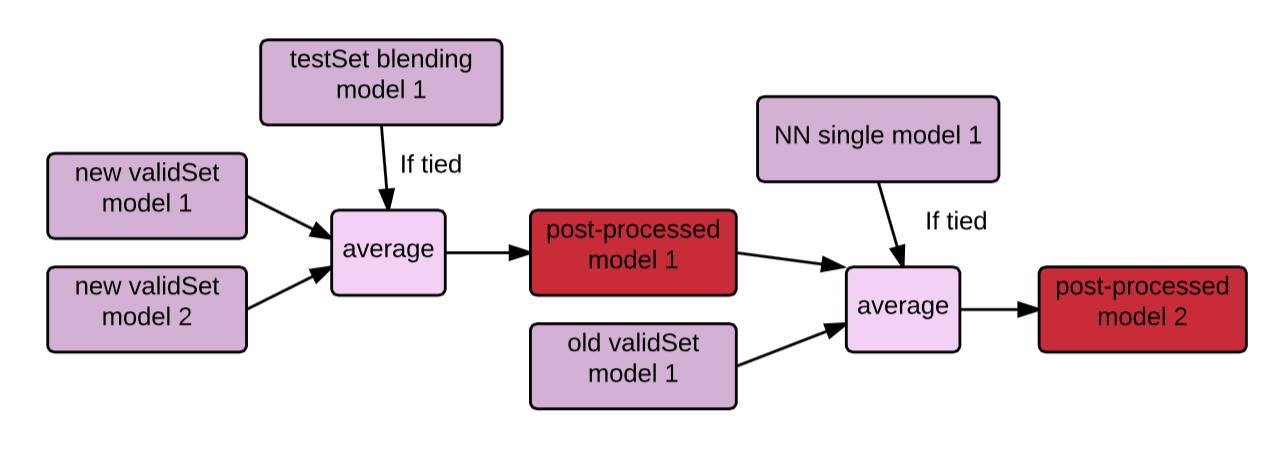 testSet blending
model 1
If tied
new validSet
model 1
new validSet
model 2
average
post-processed
model 1
old validSet
model 1
NN single model 1
If tied
average
post-processed
model 2